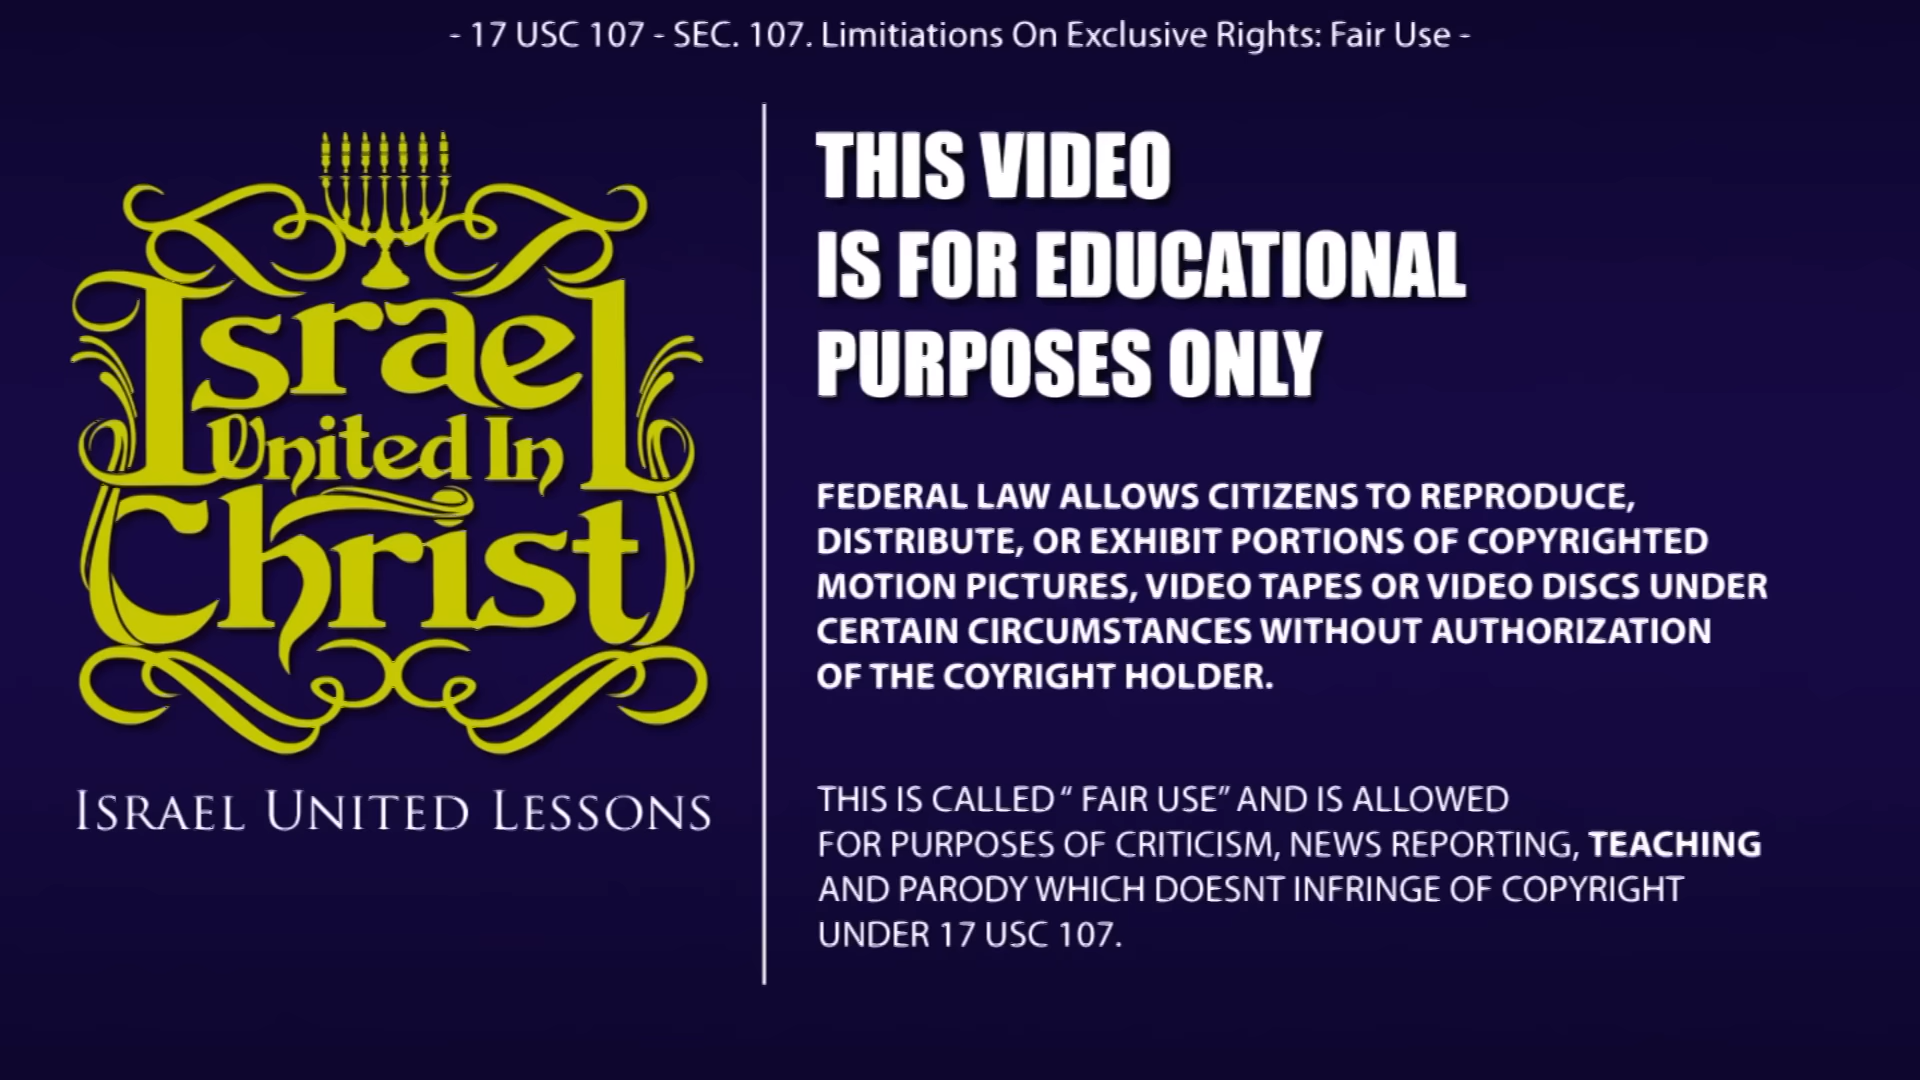 - 17 USC 107 - SEC. 107. Limitiations On Exclusive Rights: Fair Use -
Israel
United In
Christ
ISRAEL UNITED LESSONS
THIS VIDEO
IS FOR EDUCATIONAL
PURPOSES ONLY
FEDERAL LAW ALLOWS CITIZENS TO REPRODUCE,
DISTRIBUTE, OR EXHIBIT PORTIONS OF COPYRIGHTED
MOTION PICTURES, VIDEO TAPES OR VIDEO DISCS UNDER
CERTAIN CIRCUMSTANCES WITHOUT AUTHORIZATION
OF THE COYRIGHT HOLDER.
THIS IS CALLED “ FAIR USE” AND IS ALLOWED
FOR PURPOSES OF CRITICISM, NEWS REPORTING, TEACHING
AND PARODY WHICH DOESNT INFRINGE OF COPYRIGHT
UNDER 17 USC 107.